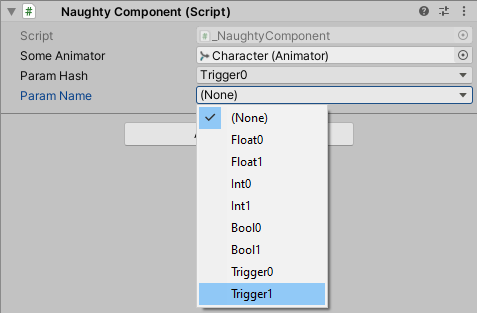 Naughty Component (Script)
Script
_NaughtyComponent
Some Animator
Character (Animator)
Param Hash
Trigger0
Param Name
(None)
(None)
Float0
Float1
Int0
Int1
Bool0
Bool1
Trigger0
Trigger1